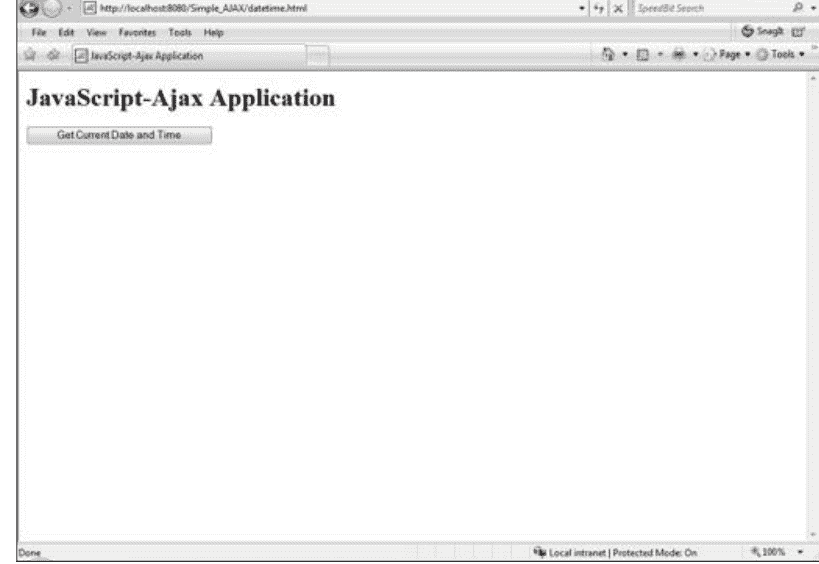 http://localhost:8080/Simple_AJAX/datetime.html
SpeedBit Search
File Edit View Favorites Tools Help
SnagIt
JavaScript-Ajax Application
Page Tools
JavaScript-Ajax Application
Get Current Date and Time
Done
Local intranet | Protected Mode: On
100%